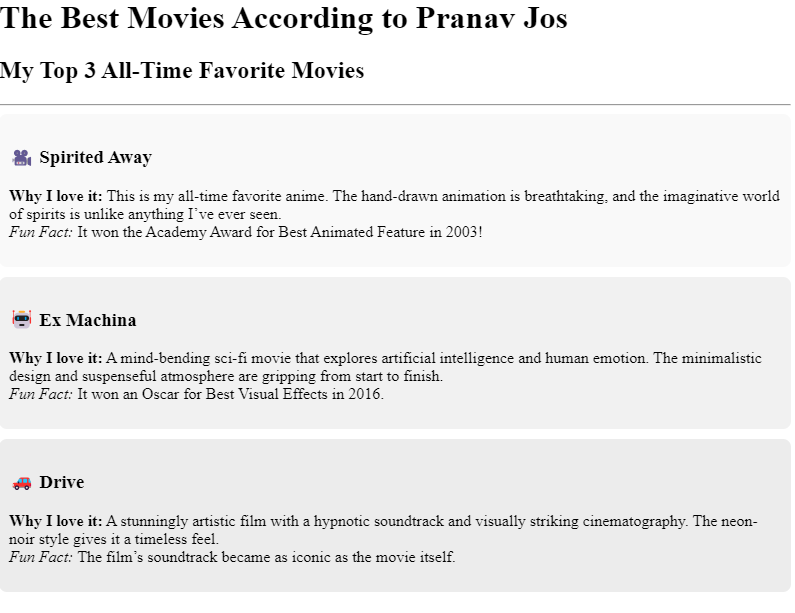 The Best Movies According to Pranav Jos
My Top 3 All-Time Favorite Movies
🎥 Spirited Away
Why I love it: This is my all-time favorite anime. The hand-drawn animation is breathtaking, and the imaginative world
of spirits is unlike anything I’ve ever seen.
Fun Fact: It won the Academy Award for Best Animated Feature in 2003!
🤖 Ex Machina
Why I love it: A mind-bending sci-fi movie that explores artificial intelligence and human emotion. The minimalistic
design and suspenseful atmosphere are gripping from start to finish.
Fun Fact: It won an Oscar for Best Visual Effects in 2016.
🚗 Drive
Why I love it: A stunningly artistic film with a hypnotic soundtrack and visually striking cinematography. The neon-
noir style gives it a timeless feel.
Fun Fact: The film’s soundtrack became as iconic as the movie itself.